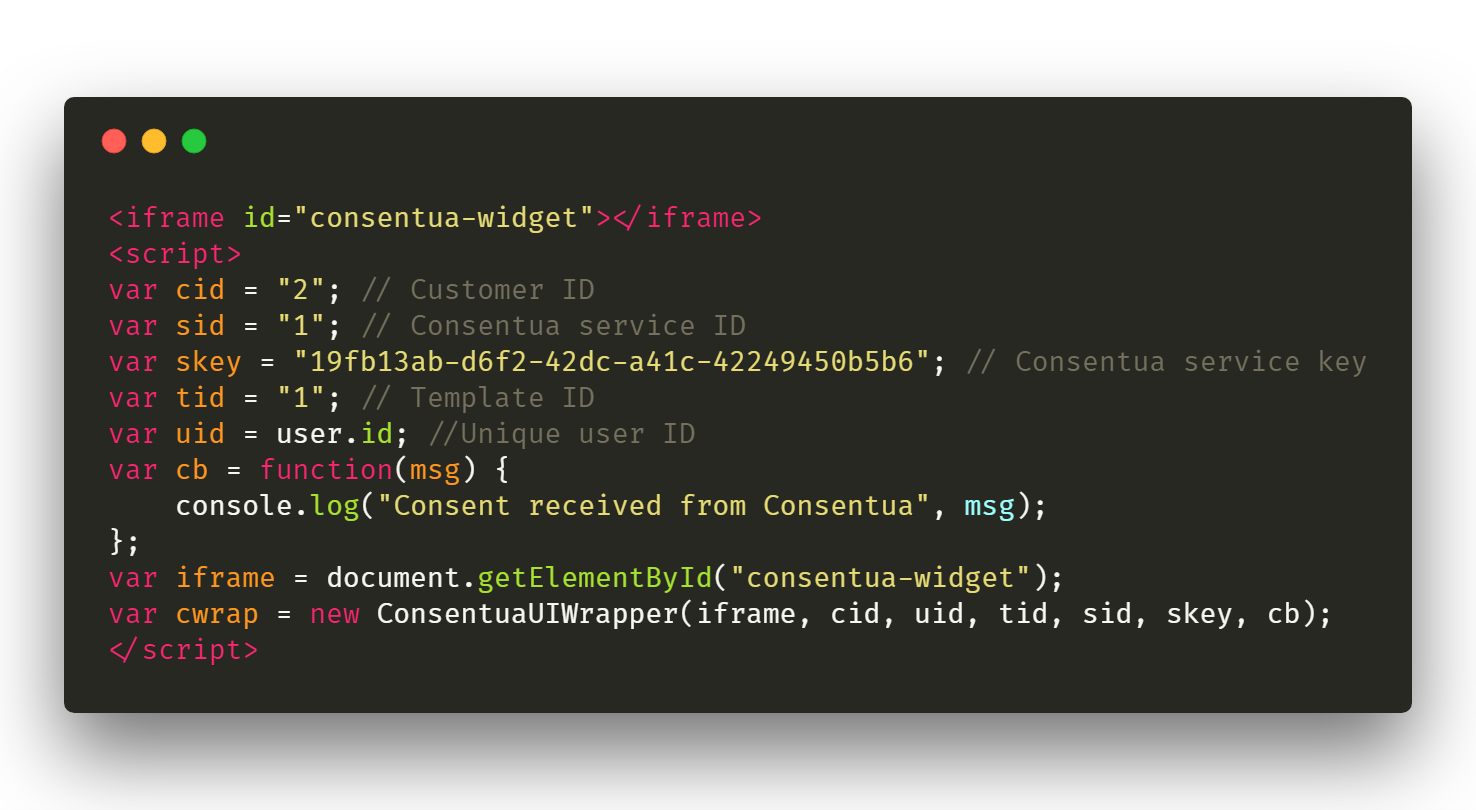 <iframe id="consentua-widget"></iframe>
<script>
var cid = "2"; // Customer ID
var sid = "1"; // Consentua service ID
var skey = "19fb13ab-d6f2-42dc-a41c-42249450b5b6"; // Consentua service key
var tid = "1"; // Template ID
var uid = user.id; //Unique user ID
var cb = function(msg) {
    console.log("Consent received from Consentua", msg);
};
var iframe = document.getElementById("consentua-widget");
var cwrap = new ConsentuaUIWrapper(iframe, cid, uid, tid, sid, skey, cb);
</script>